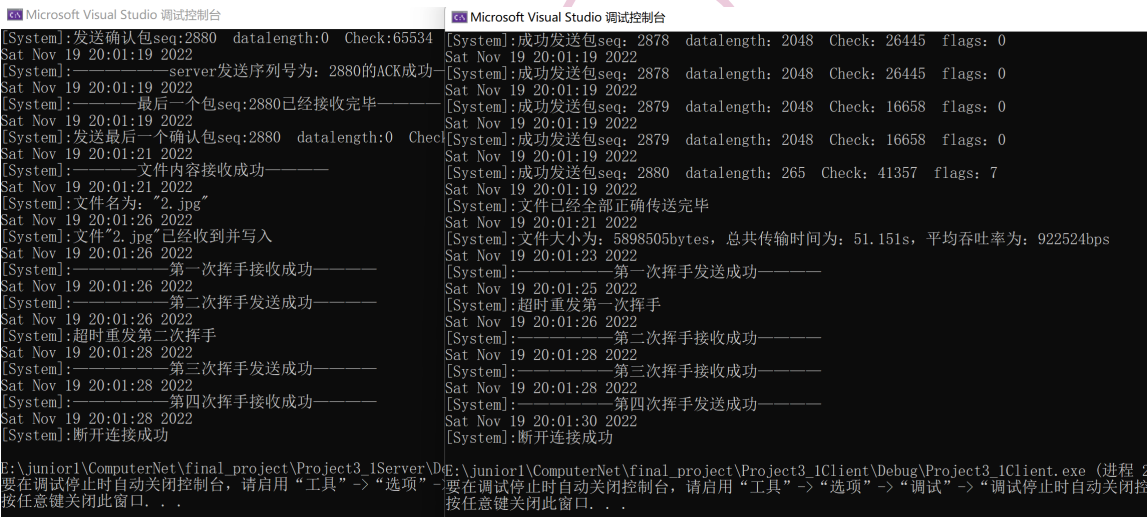 Microsoft Visual Studio 调试控制台
[System]:发送确认包seq:2880  datalength:0  Check:65534
Sat Nov 19 20:01:19 2022
[System]:——————server发送序列号为: 2880的ACK成功—
Sat Nov 19 20:01:19 2022
[System]:————最后一个包seq:2880已经接收完毕————
Sat Nov 19 20:01:19 2022
[System]:发送最后一个确认包seq:2880  datalength:0  Chec
Sat Nov 19 20:01:21 2022
[System]:————文件内容接收成功————
Sat Nov 19 20:01:21 2022
[System]:文件名为: "2.jpg"
Sat Nov 19 20:01:26 2022
[System]:文件"2.jpg"已经收到并写入
Sat Nov 19 20:01:26 2022
[System]:——————第一次挥手接收成功————
Sat Nov 19 20:01:26 2022
[System]:——————第二次挥手发送成功————
Sat Nov 19 20:01:26 2022
[System]:超时重发第二次挥手
Sat Nov 19 20:01:28 2022
[System]:——————第三次挥手发送成功————
Sat Nov 19 20:01:28 2022
[System]:——————第四次挥手接收成功————
Sat Nov 19 20:01:28 2022
[System]:断开连接成功
E:\junior1\ComputerNet\final_project\Project3_1Server\De
要在调试停止时自动关闭控制台，请启用“工具”->“选项”-
按任意键关闭此窗口. . .
Microsoft Visual Studio 调试控制台
[System]:成功发送包seq: 2878  datalength: 2048  Check: 26445  flags: 0
Sat Nov 19 20:01:19 2022
[System]:成功发送包seq: 2878  datalength: 2048  Check: 26445  flags: 0
Sat Nov 19 20:01:19 2022
[System]:成功发送包seq: 2879  datalength: 2048  Check: 16658  flags: 0
Sat Nov 19 20:01:19 2022
[System]:成功发送包seq: 2879  datalength: 2048  Check: 16658  flags: 0
Sat Nov 19 20:01:19 2022
[System]:成功发送包seq: 2880  datalength: 265  Check: 41357  flags: 7
Sat Nov 19 20:01:19 2022
[System]:文件已经全部正确传送完毕
Sat Nov 19 20:01:21 2022
[System]:文件大小为: 5898505bytes, 总共传输时间为: 51.151s, 平均吞吐率为: 922524bps
Sat Nov 19 20:01:23 2022
[System]:——————第一次挥手发送成功————
Sat Nov 19 20:01:25 2022
[System]:超时重发第一次挥手
Sat Nov 19 20:01:26 2022
[System]:——————第二次挥手接收成功————
Sat Nov 19 20:01:28 2022
[System]:——————第三次挥手接收成功————
Sat Nov 19 20:01:28 2022
[System]:——————第四次挥手发送成功————
Sat Nov 19 20:01:30 2022
[System]:断开连接成功
E:\junior1\ComputerNet\final_project\Project3_1Client\Debug\Project3_1Client.exe (进程 2
要在调试停止时自动关闭控制台，请启用“工具”->“选项”->“调试”->“调试停止时自动关闭控
按任意键关闭此窗口. . .